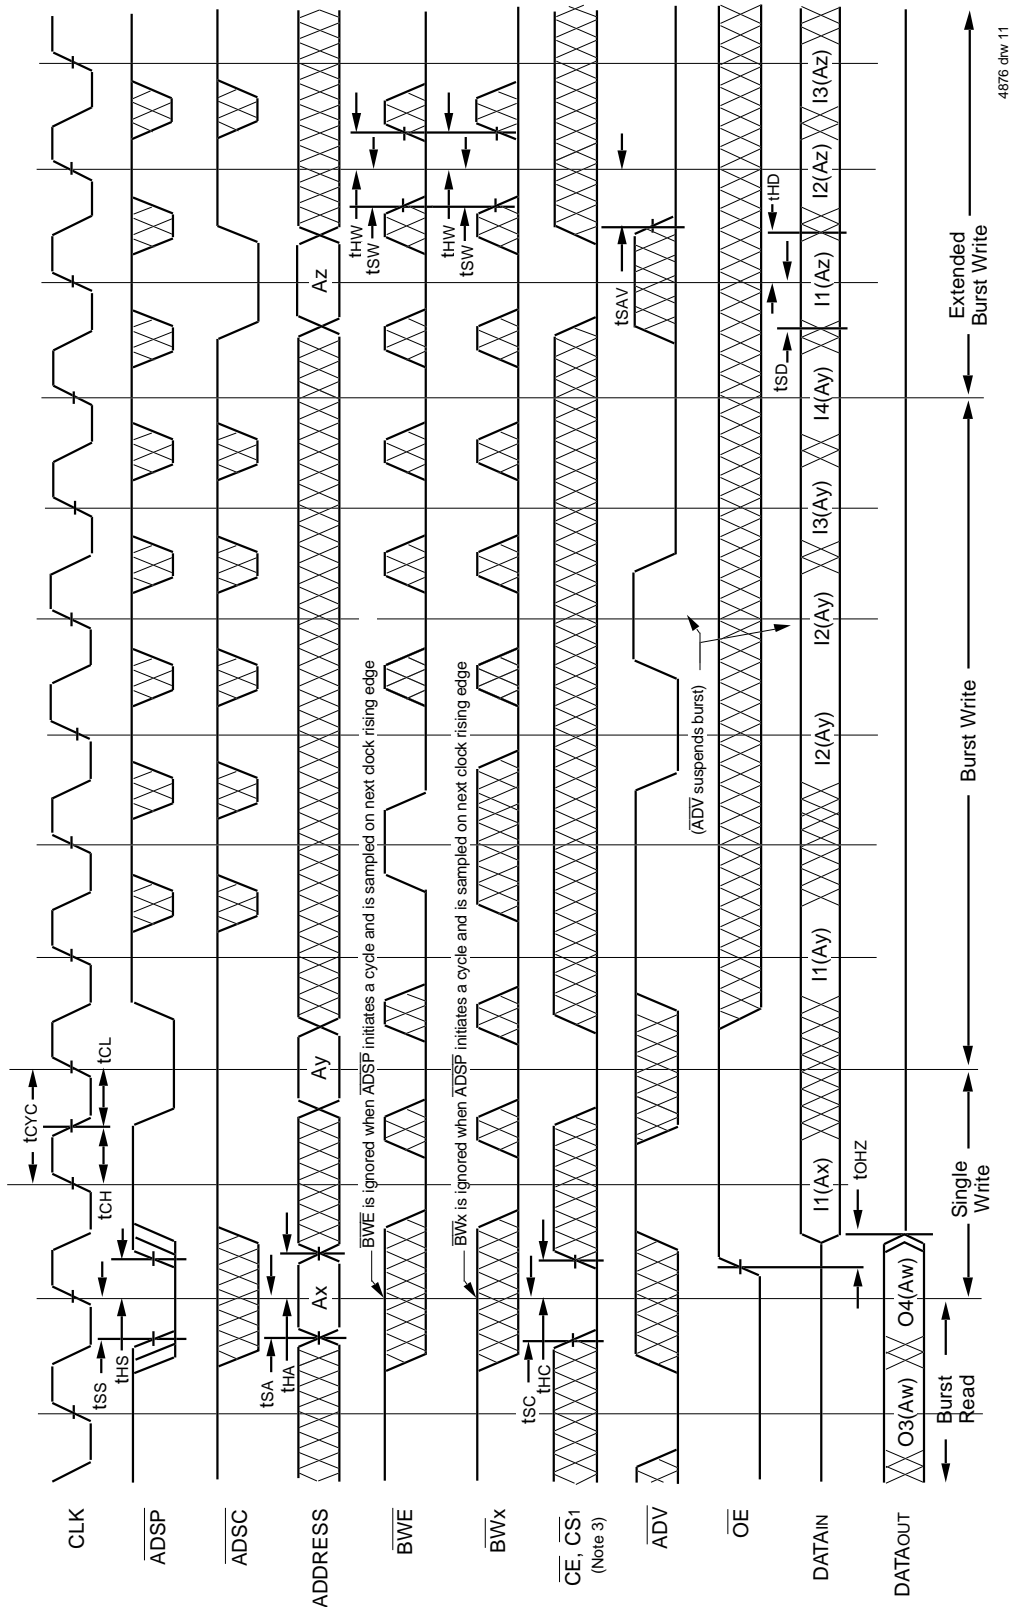 CLK
ADSP
ADSC
ADDRESS
BWE
BWx
CE, CS1
(Note 3)
ADV
OE
DATAIN
DATAOUT
tCYC
tCH
tCL
tSS
tHS
tSA
tHA
Ax
Ay
Az
BWE is ignored when ADSP initiates a cycle and is sampled on next clock rising edge
tHW
tSW
BWx is ignored when ADSP initiates a cycle and is sampled on next clock rising edge
tHW
tSW
tSC
tHC
tSAV
(ADV suspends burst)
tOHZ
tSD
tHD
I1(Ax)
I1(Ay)
I2(Ay)
I2(Ay)
I3(Ay)
I4(Ay)
I1(Az)
I2(Az)
I3(Az)
O3(Aw)
O4(Aw)
Burst
Read
Single
Write
Burst Write
Extended
Burst Write
4876 drw 11